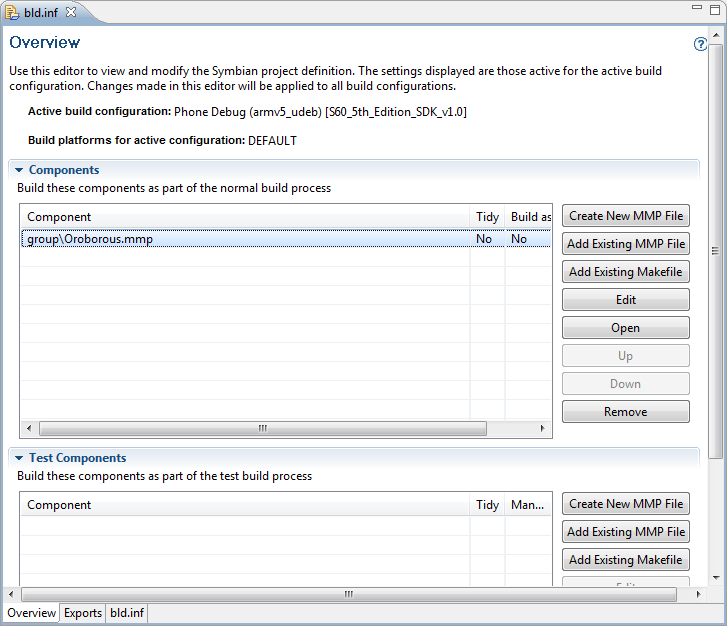 bld.inf
Overview
Use this editor to view and modify the Symbian project definition. The settings displayed are those active for the active build
configuration. Changes made in this editor will be applied to all build configurations.
Active build configuration: Phone Debug (armv5_udeb) [S60_5th_Edition_SDK_v1.0]
Build platforms for active configuration: DEFAULT
Components
Build these components as part of the normal build process
Component Tidy Build as
group\Oroborous.mmp No No
Create New MMP File
Add Existing MMP File
Add Existing Makefile
Edit
Open
Up
Down
Remove
Test Components
Build these components as part of the test build process
Component Tidy Man...
Create New MMP File
Add Existing MMP File
Add Existing Makefile
Overview Exports bld.inf